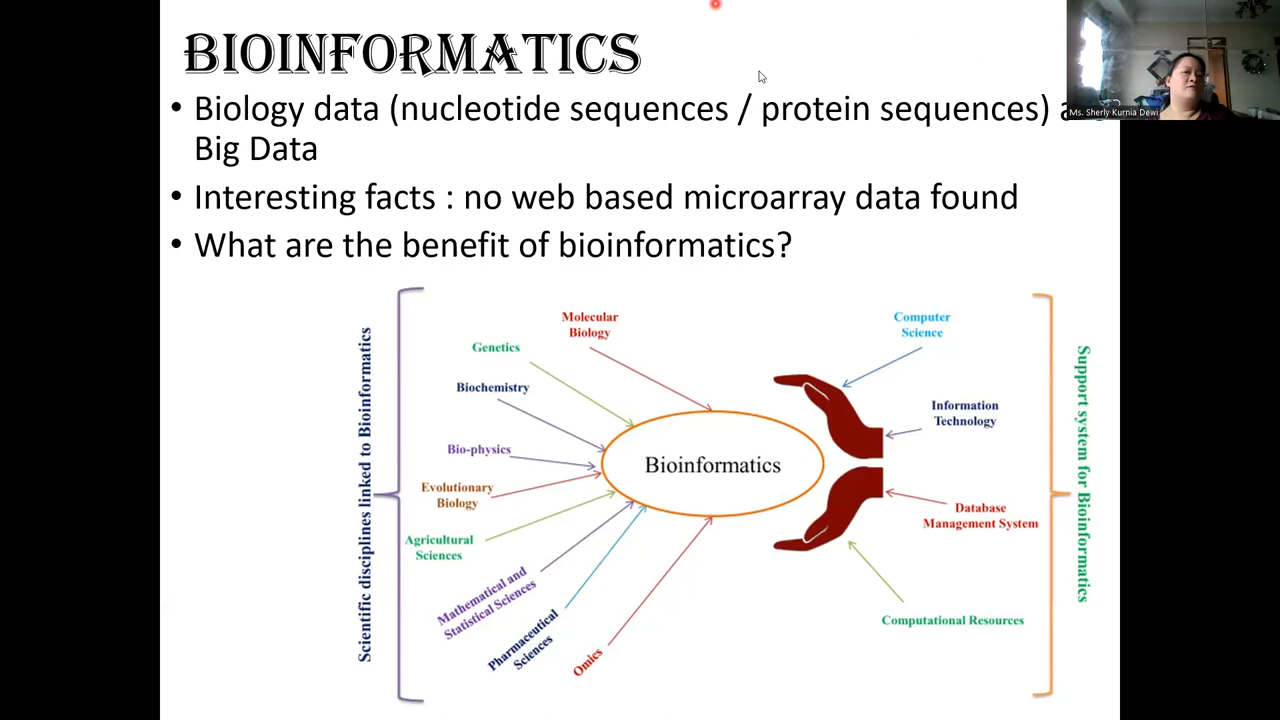 BIOINFORMATICS
• Biology data (nucleotide sequences / protein sequences)
Big Data
• Interesting facts : no web based microarray data found
• What are the benefit of bioinformatics?
Ms. Sherly Kurnia Dewi
Scientific disciplines linked to Bioinformatics
Molecular
Biology
Genetics
Biochemistry
Bio-physics
Evolutionary
Biology
Agricultural
Sciences
Mathematical and
Statistical Sciences
Pharmaceutical
Sciences
Omics
Bioinformatics
Computer
Science
Information
Technology
Database
Management System
Computational Resources
Support system for Bioinformatics